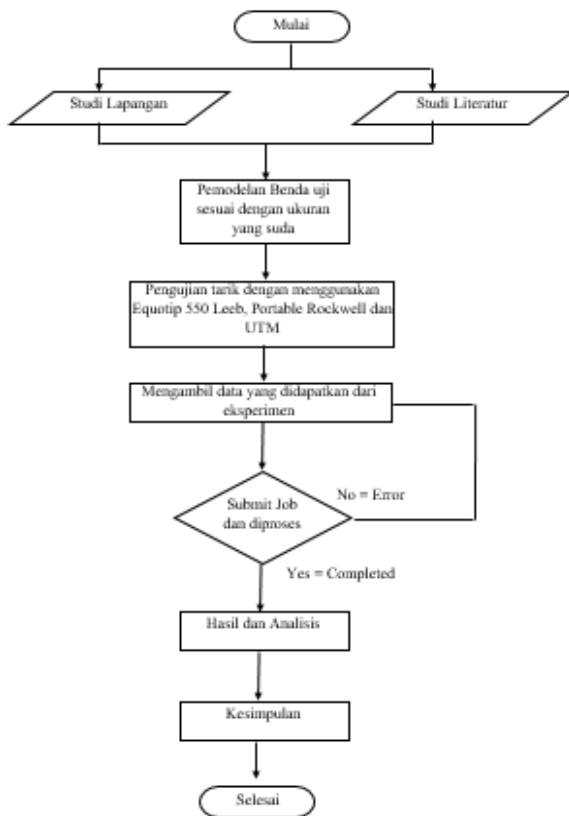 Mulai
Studi Lapangan
Studi Literatur
Pemodelan Benda uji
sesuai dengan ukuran
yang suda
Pengujian tarik dengan menggunakan
Equotip 550 Leeb, Portable Rockwell dan
UTM
Mengambil data yang didapatkan dari
eksperimen
Submit Job
dan diproses
No = Error
Yes = Completed
Hasil dan Analisis
Kesimpulan
Selesai